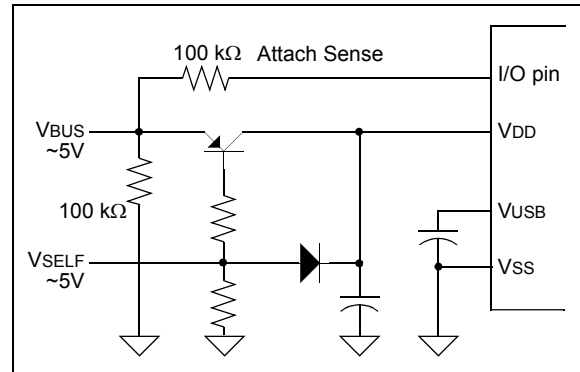 100 kΩ Attach Sense
I/O pin
VBUS
~5V
VDD
100 kΩ
VUSB
VSELF
~5V
VSS